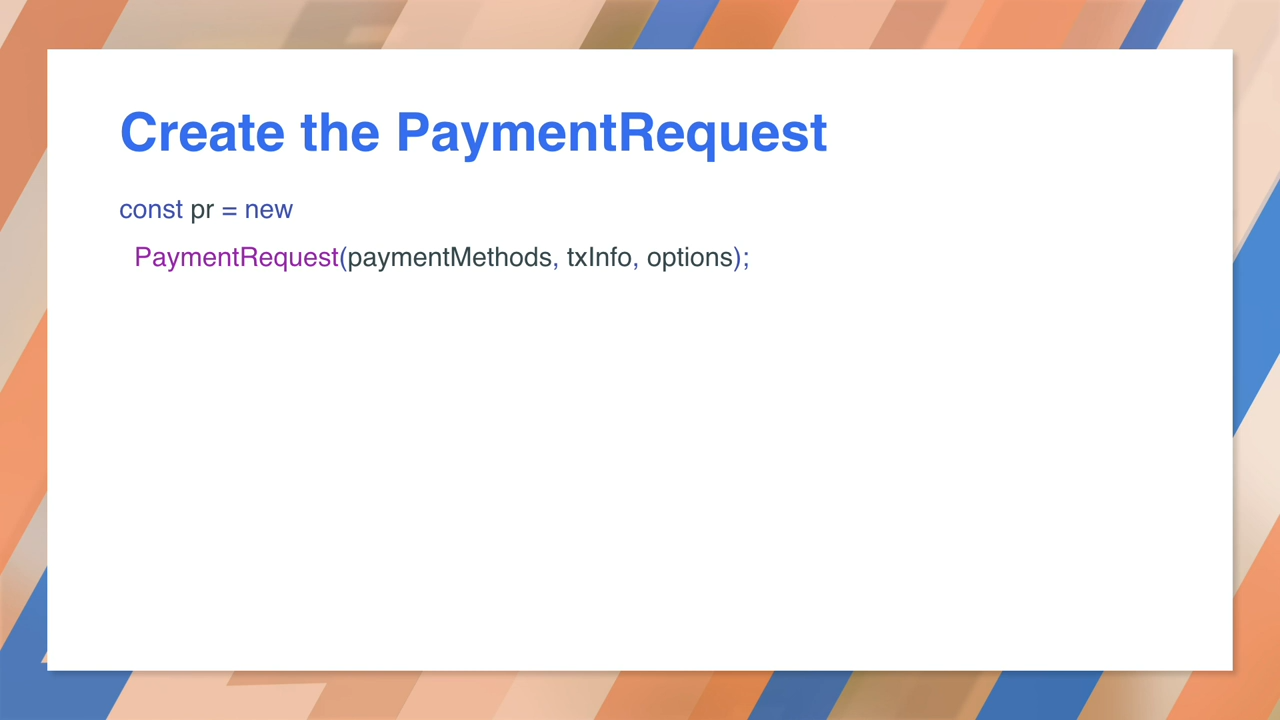 Create the PaymentRequest
const pr = new
PaymentRequest(paymentMethods, txInfo, options);